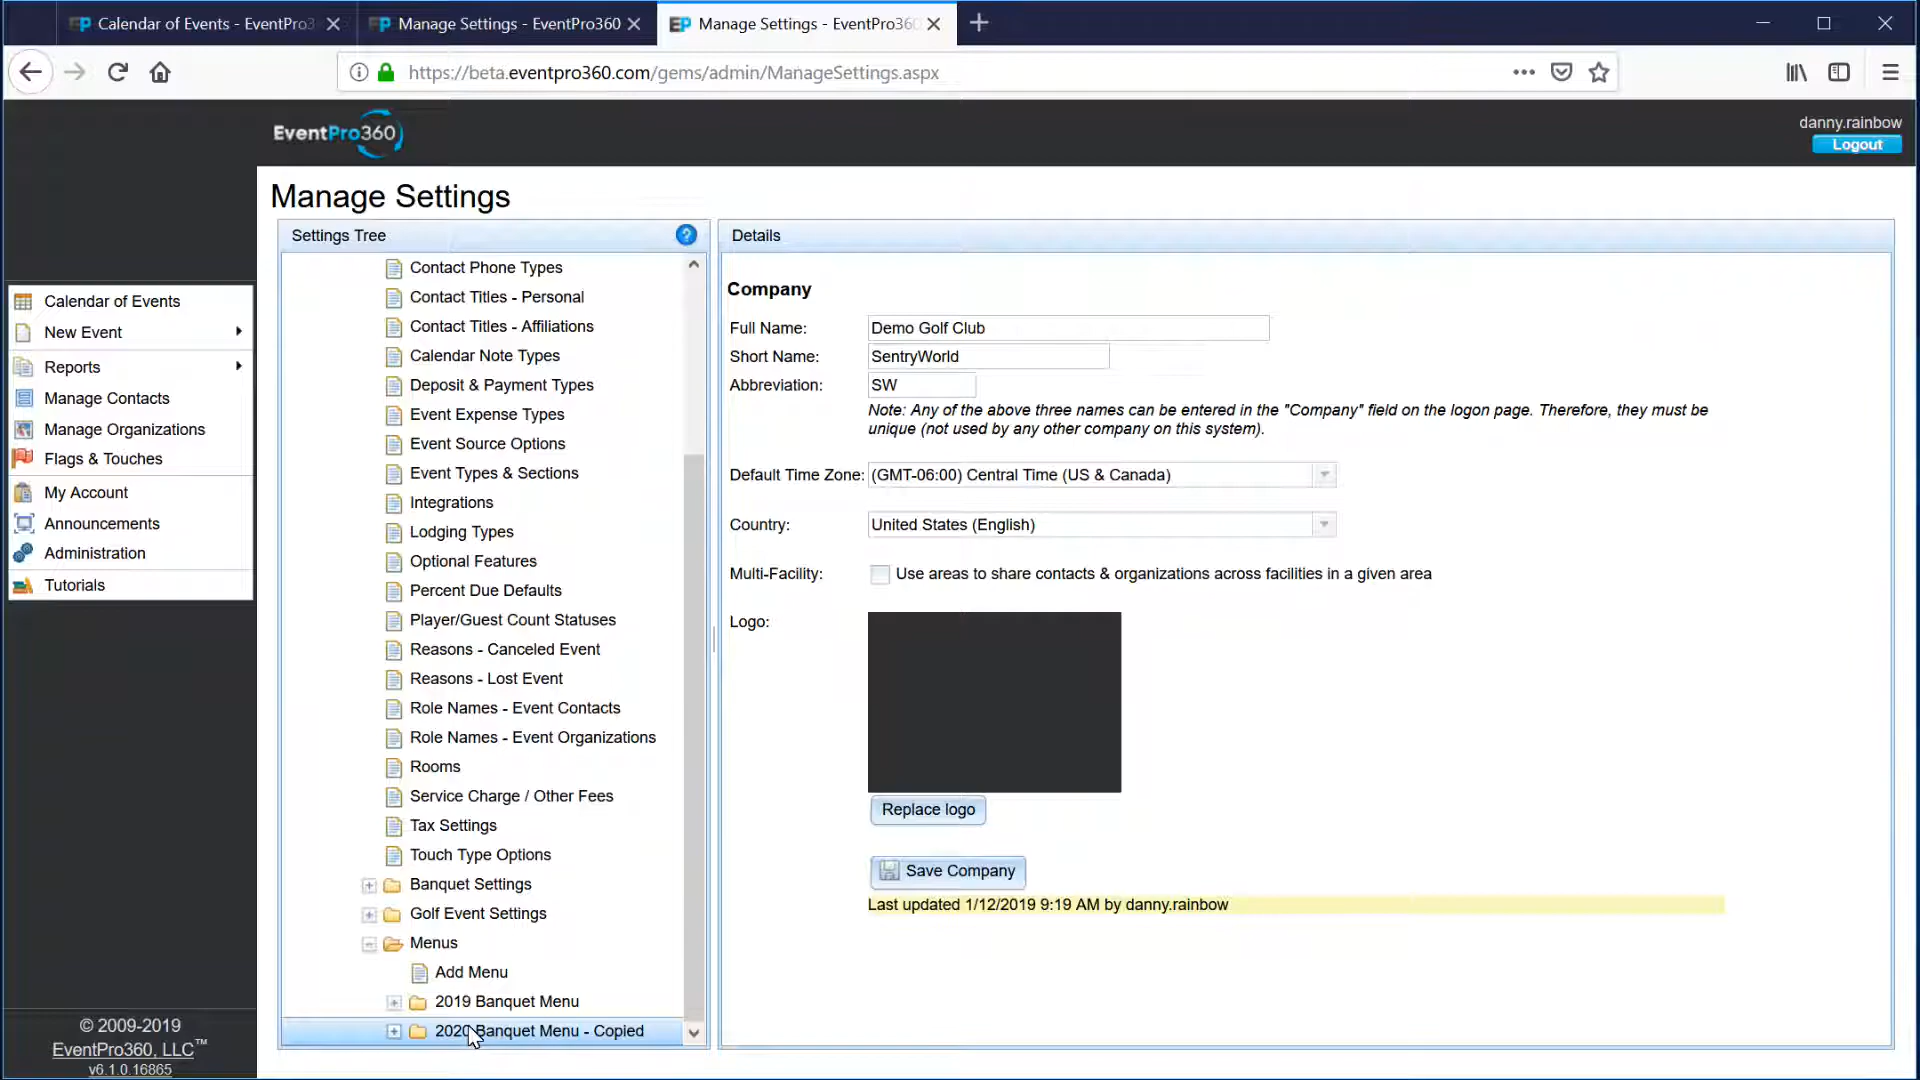 Calendar of Events - EventPro3
Manage Settings - EventPro360
Manage Settings - EventPro360
https://beta.eventpro360.com/gems/admin/ManageSettings.aspx
EventPro360
danny.rainbow
Logout
Manage Settings
Settings Tree
?
Details
Calendar of Events
New Event
Reports
Manage Contacts
Manage Organizations
Flags & Touches
My Account
Announcements
Administration
Tutorials
Contact Phone Types
Contact Titles - Personal
Contact Titles - Affiliations
Calendar Note Types
Deposit & Payment Types
Event Expense Types
Event Source Options
Event Types & Sections
Integrations
Lodging Types
Optional Features
Percent Due Defaults
Player/Guest Count Statuses
Reasons - Canceled Event
Reasons - Lost Event
Role Names - Event Contacts
Role Names - Event Organizations
Rooms
Service Charge / Other Fees
Tax Settings
Touch Type Options
Banquet Settings
Golf Event Settings
Menus
Add Menu
2019 Banquet Menu
2020 Banquet Menu - Copied
Company
Full Name: Demo Golf Club
Short Name: SentryWorld
Abbreviation: SW
Note: Any of the above three names can be entered in the "Company" field on the logon page. Therefore, they must be
unique (not used by any other company on this system).
Default Time Zone: (GMT-06:00) Central Time (US & Canada)
Country: United States (English)
Multi-Facility: Use areas to share contacts & organizations across facilities in a given area
Logo:
Replace logo
Save Company
Last updated 1/12/2019 9:19 AM by danny.rainbow
© 2009-2019
EventPro360, LLC™
v6.1.0.16865